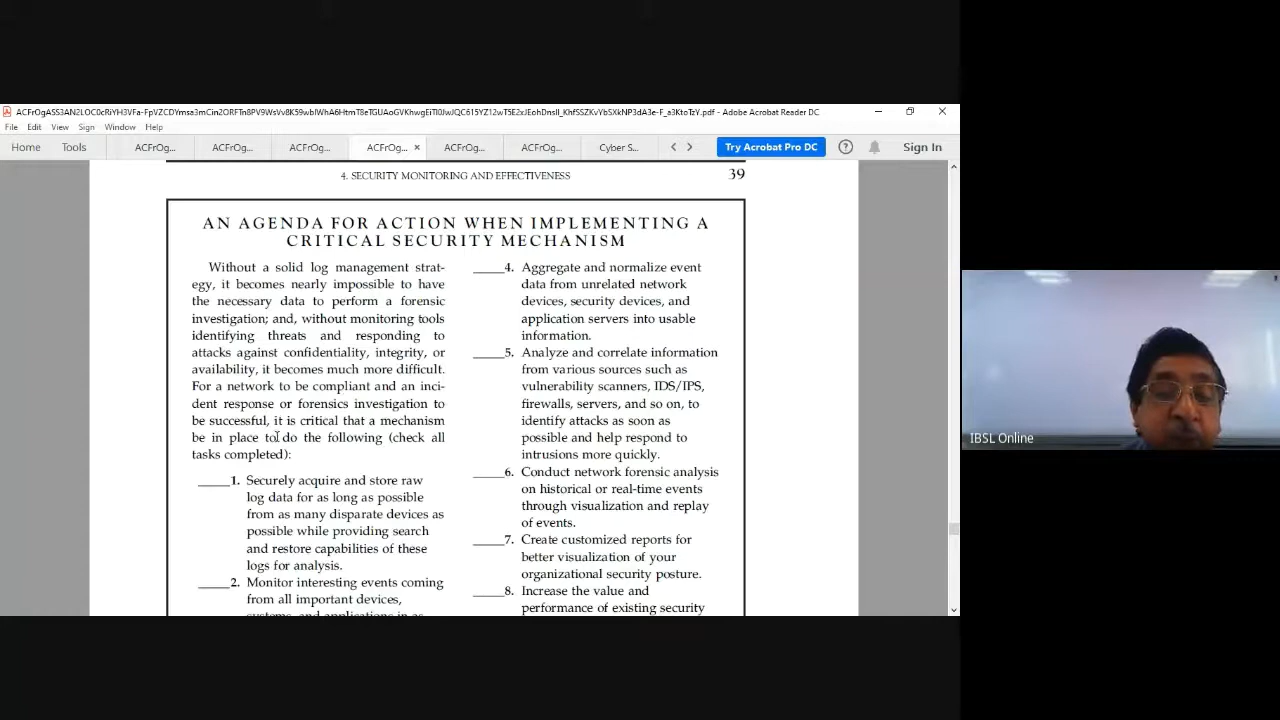 ACFrOgASS3AN2LOC0cRiYH3VFa-FpVZCDYmsa3mCin2ORFTn8PV9WsVv8K59wbIWhA6HtmT8eTGUAoGVKhwgEiTl0JwJQC615YZ12wT5E2xJEohDnsll_KhfSSZKvYbSXkNP3dA3e-F_a3KtoTzY.pdf - Adobe Acrobat Reader DC
File Edit View Sign Window Help
Home Tools ACFrOg... ACFrOg... ACFrOg... ACFrOg... × ACFrOg... ACFrOg... Cyber S... Try Acrobat Pro DC Sign In
4. SECURITY MONITORING AND EFFECTIVENESS 39
AN AGENDA FOR ACTION WHEN IMPLEMENTING A
CRITICAL SECURITY MECHANISM
Without a solid log management strat-
egy, it becomes nearly impossible to have
the necessary data to perform a forensic
investigation; and, without monitoring tools
identifying threats and responding to
attacks against confidentiality, integrity, or
availability, it becomes much more difficult.
For a network to be compliant and an inci-
dent response or forensics investigation to
be successful, it is critical that a mechanism
be in place to do the following (check all
tasks completed):
_____1. Securely acquire and store raw
log data for as long as possible
from as many disparate devices as
possible while providing search
and restore capabilities of these
logs for analysis.
_____2. Monitor interesting events coming
from all important devices,
systems, and applications in as
_____4. Aggregate and normalize event
data from unrelated network
devices, security devices, and
application servers into usable
information.
_____5. Analyze and correlate information
from various sources such as
vulnerability scanners, IDS/IPS,
firewalls, servers, and so on, to
identify attacks as soon as
possible and help respond to
intrusions more quickly.
_____6. Conduct network forensic analysis
on historical or real-time events
through visualization and replay
of events.
_____7. Create customized reports for
better visualization of your
organizational security posture.
_____8. Increase the value and
performance of existing security
IBSL Online